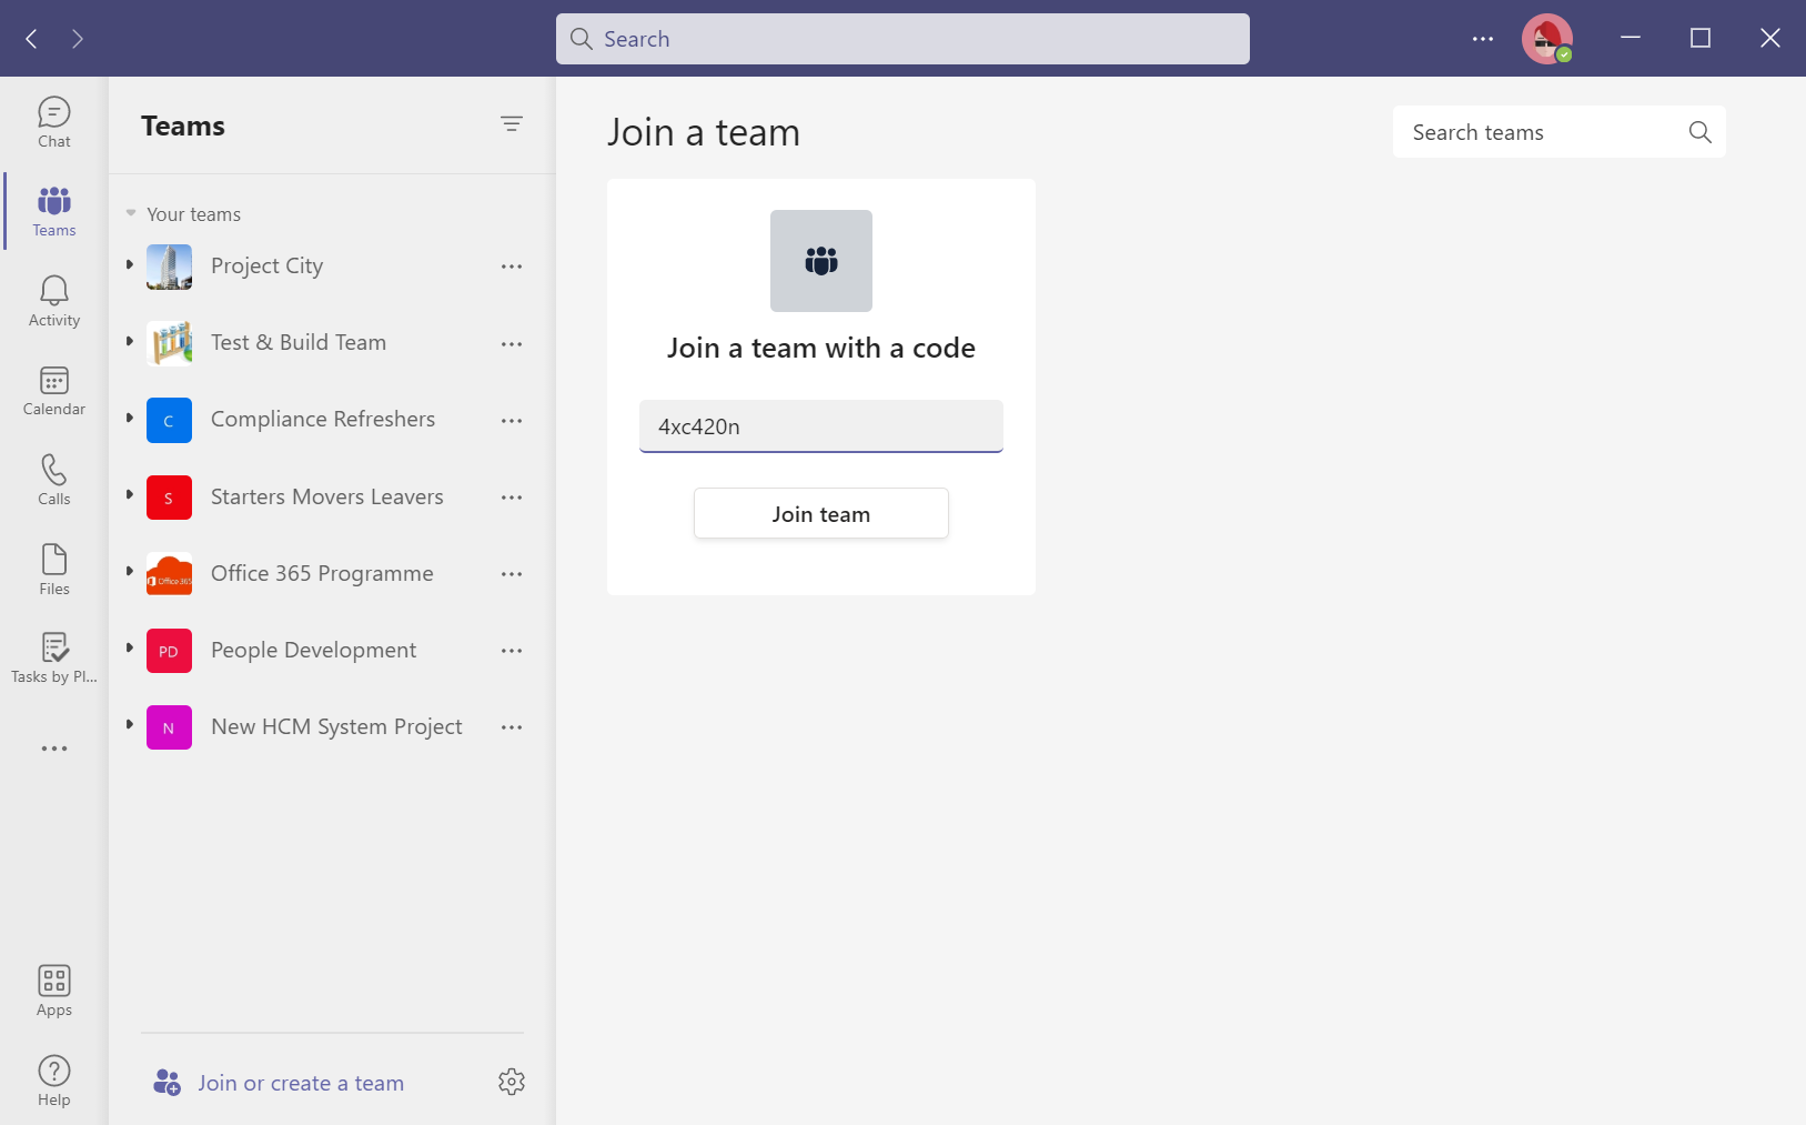 Search
Chat
Teams
Activity
Calendar
Calls
Files
Tasks by Pl...
Apps
Help
Teams
Your teams
Project City
Test & Build Team
C
Compliance Refreshers
S
Starters Movers Leavers
Office 365
Office 365 Programme
PD
People Development
N
New HCM System Project
Join or create a team
Join a team
Search teams
Join a team with a code
4xc420n
Join team